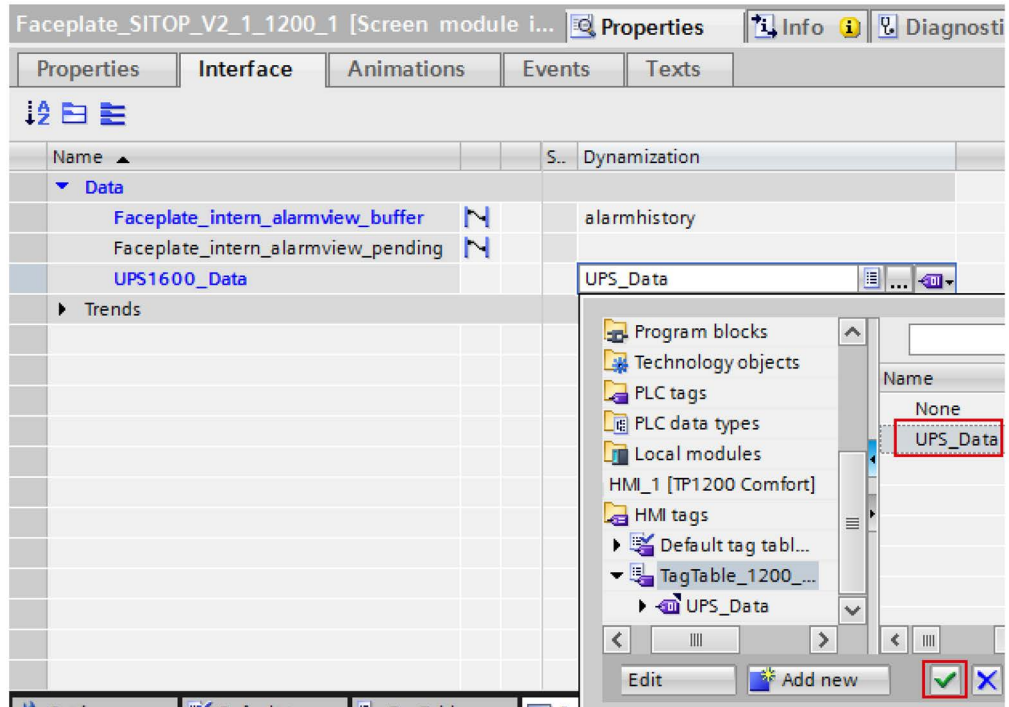 Faceplate_SITOP_V2_1_1200_1 [Screen module i... Properties Info Diagnosti
Properties Interface Animations Events Texts
Name S.. Dynamization
Data
Faceplate_intern_alarmview_buffer alarmhistory
Faceplate_intern_alarmview_pending
UPS1600_Data UPS_Data ...
Trends
Program blocks
Technology objects
PLC tags
Name
PLC data types
None
UPS_Data
Local modules
HMI_1 [TP1200 Comfort]
HMI tags
Default tag tabl...
TagTable_1200_...
UPS_Data
Edit Add new